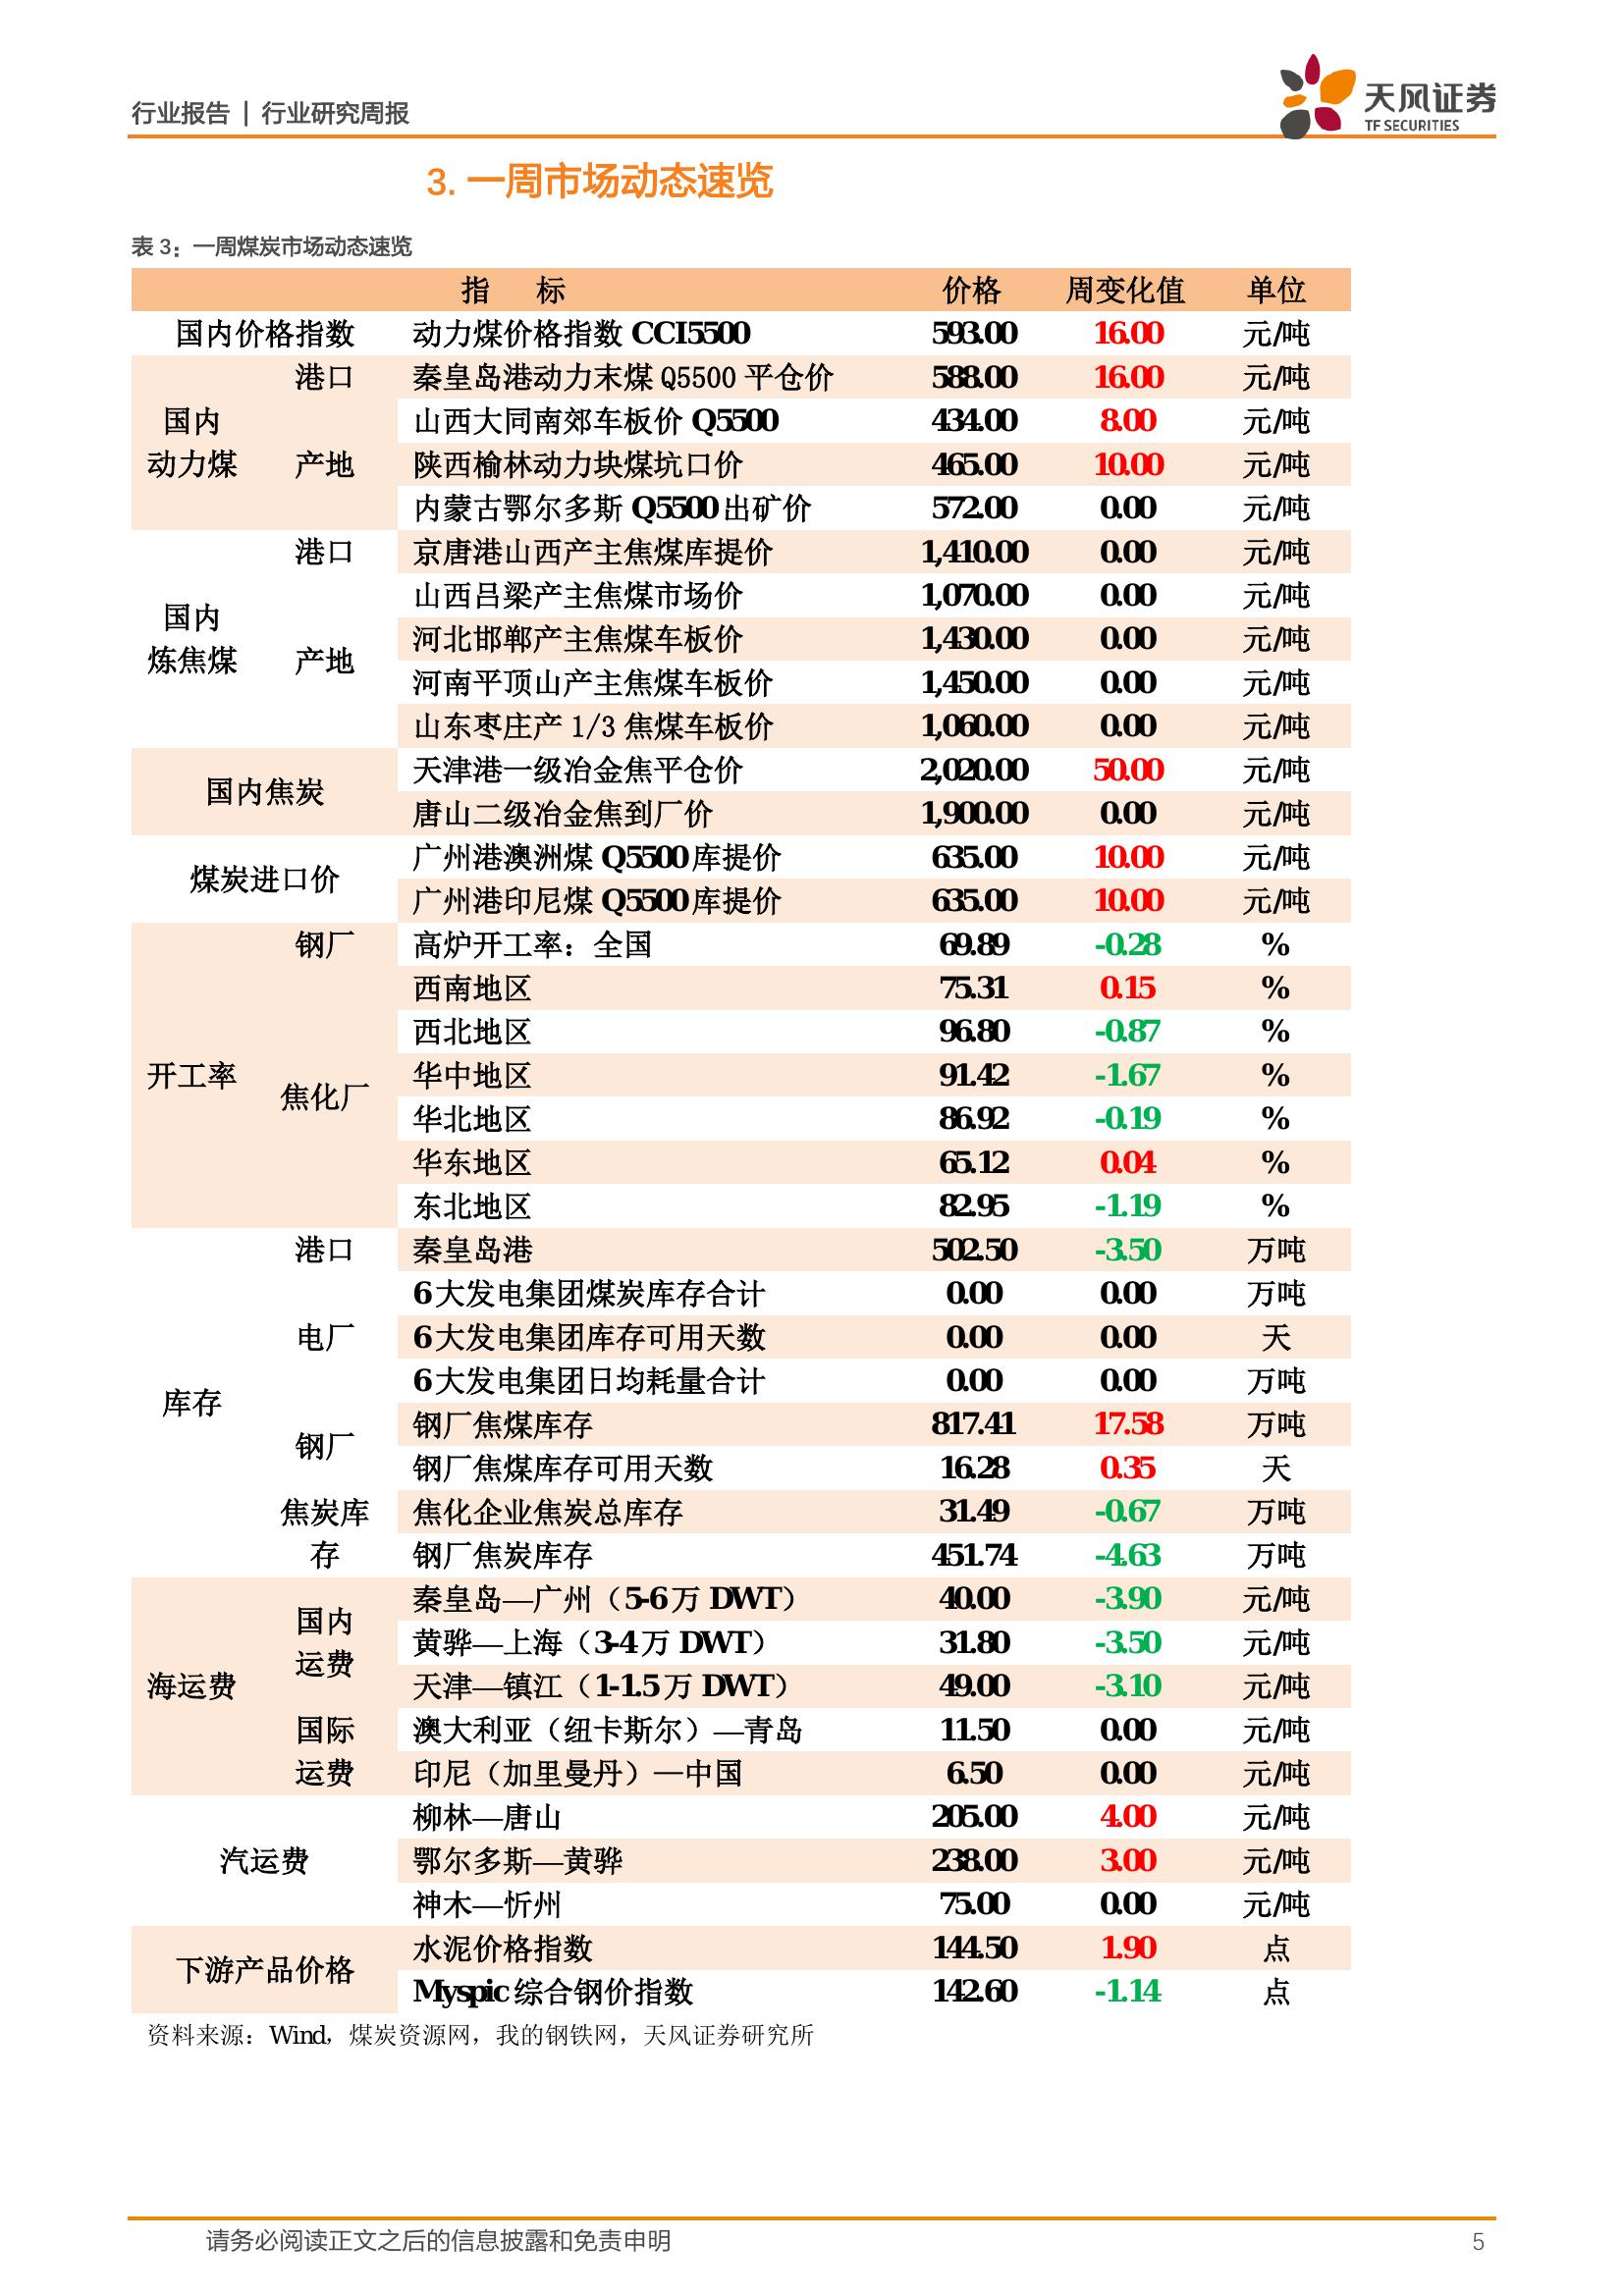 行业报告 | 行业研究周报
天风证券
TF SECURITIES
3. 一周市场动态速览
表 3：一周煤炭市场动态速览
指 标 价格 周变化值 单位
国内价格指数 动力煤价格指数 CCI5500 593.00 16.00 元/吨
港口 秦皇岛港动力末煤 Q5500 平仓价 588.00 16.00 元/吨
国内 山西大同南郊车板价 Q5500 434.00 8.00 元/吨
动力煤 产地 陕西榆林动力块煤坑口价 465.00 10.00 元/吨
内蒙古鄂尔多斯 Q5500 出矿价 572.00 0.00 元/吨
港口 京唐港山西产主焦煤库提价 1,410.00 0.00 元/吨
国内 山西吕梁产主焦煤市场价 1,070.00 0.00 元/吨
河北邯郸产主焦煤车板价 1,430.00 0.00 元/吨
炼焦煤 产地 河南平顶山产主焦煤车板价 1,450.00 0.00 元/吨
山东枣庄产 1/3 焦煤车板价 1,060.00 0.00 元/吨
国内焦炭 天津港一级冶金焦平仓价 2,020.00 50.00 元/吨
唐山二级冶金焦到厂价 1,900.00 0.00 元/吨
煤炭进口价 广州港澳洲煤 Q5500 库提价 635.00 10.00 元/吨
广州港印尼煤 Q5500 库提价 635.00 10.00 元/吨
钢厂 高炉开工率：全国 69.89 -0.28 %
西南地区 75.31 0.15 %
西北地区 96.80 -0.87 %
开工率 焦化厂 华中地区 91.42 -1.67 %
华北地区 86.92 -0.19 %
华东地区 65.12 0.04 %
东北地区 82.95 -1.19 %
港口 秦皇岛港 502.50 -3.50 万吨
6 大发电集团煤炭库存合计 0.00 0.00 万吨
电厂 6 大发电集团库存可用天数 0.00 0.00 天
6 大发电集团日均耗量合计 0.00 0.00 万吨
库存 钢厂 钢厂焦煤库存 817.41 17.58 万吨
钢厂焦煤库存可用天数 16.28 0.35 天
焦炭库 焦化企业焦炭总库存 31.49 -0.67 万吨
存 钢厂焦炭库存 451.74 -4.63 万吨
国内 秦皇岛—广州（5-6 万 DWT） 40.00 -3.90 元/吨
运费 黄骅—上海（3-4 万 DWT） 31.80 -3.50 元/吨
海运费 天津—镇江（1-1.5 万 DWT） 49.00 -3.10 元/吨
国际 澳大利亚（纽卡斯尔）—青岛 11.50 0.00 元/吨
运费 印尼（加里曼丹）—中国 6.50 0.00 元/吨
柳林—唐山 205.00 4.00 元/吨
汽运费 鄂尔多斯—黄骅 238.00 3.00 元/吨
神木—忻州 75.00 0.00 元/吨
下游产品价格 水泥价格指数 144.50 1.90 点
Myspic 综合钢价指数 142.60 -1.14 点
资料来源：Wind，煤炭资源网，我的钢铁网，天风证券研究所
请务必阅读正文之后的信息披露和免责申明 5